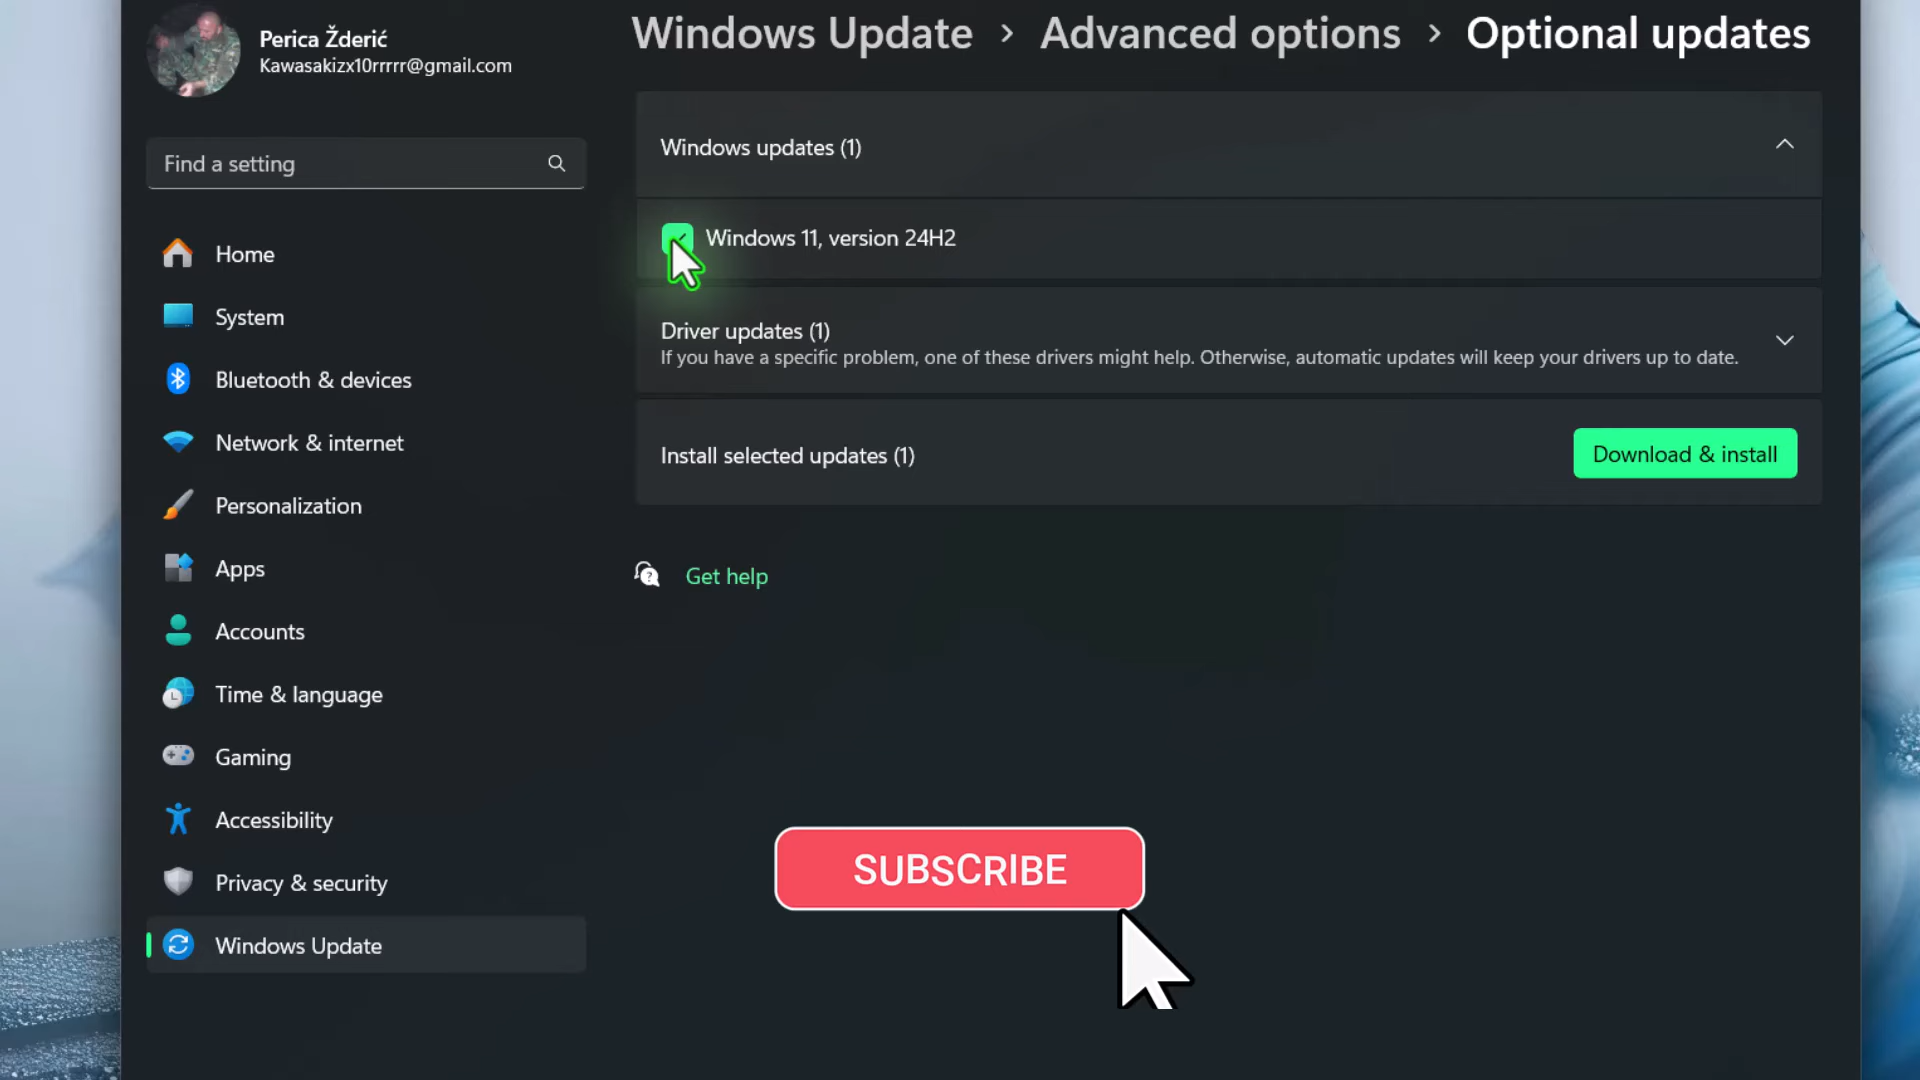 Perica Žderić
Kawasakizx10rrrrr@gmail.com
Find a setting
Home
System
Bluetooth & devices
Network & internet
Personalization
Apps
Accounts
Time & language
Gaming
Accessibility
Privacy & security
Windows Update
Windows Update > Advanced options > Optional updates
Windows updates (1)
Windows 11, version 24H2
Driver updates (1)
If you have a specific problem, one of these drivers might help. Otherwise, automatic updates will keep your drivers up to date.
Install selected updates (1)
Download & install
Get help
SUBSCRIBE